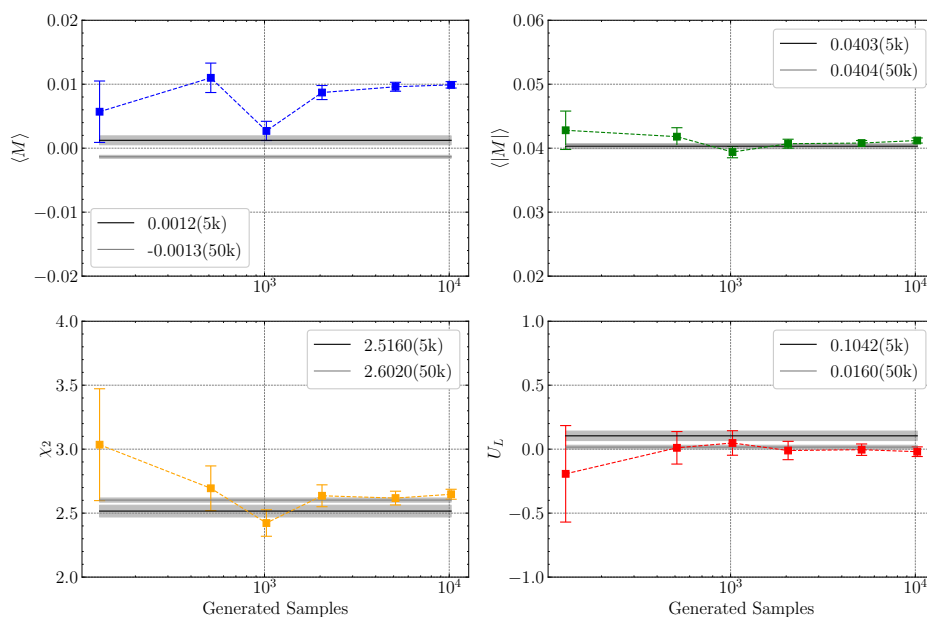 0.02
0.01
0.00
−0.01
−0.02
⟨M⟩
0.0012(5k)
-0.0013(50k)
10³
10⁴
0.06
0.05
0.04
0.03
0.02
⟨|M|⟩
0.0403(5k)
0.0404(50k)
10³
10⁴
4.0
3.5
3.0
2.5
2.0
χ₂
2.5160(5k)
2.6020(50k)
10³
10⁴
Generated Samples
1.0
0.5
0.0
−0.5
−1.0
U_L
0.1042(5k)
0.0160(50k)
10³
10⁴
Generated Samples